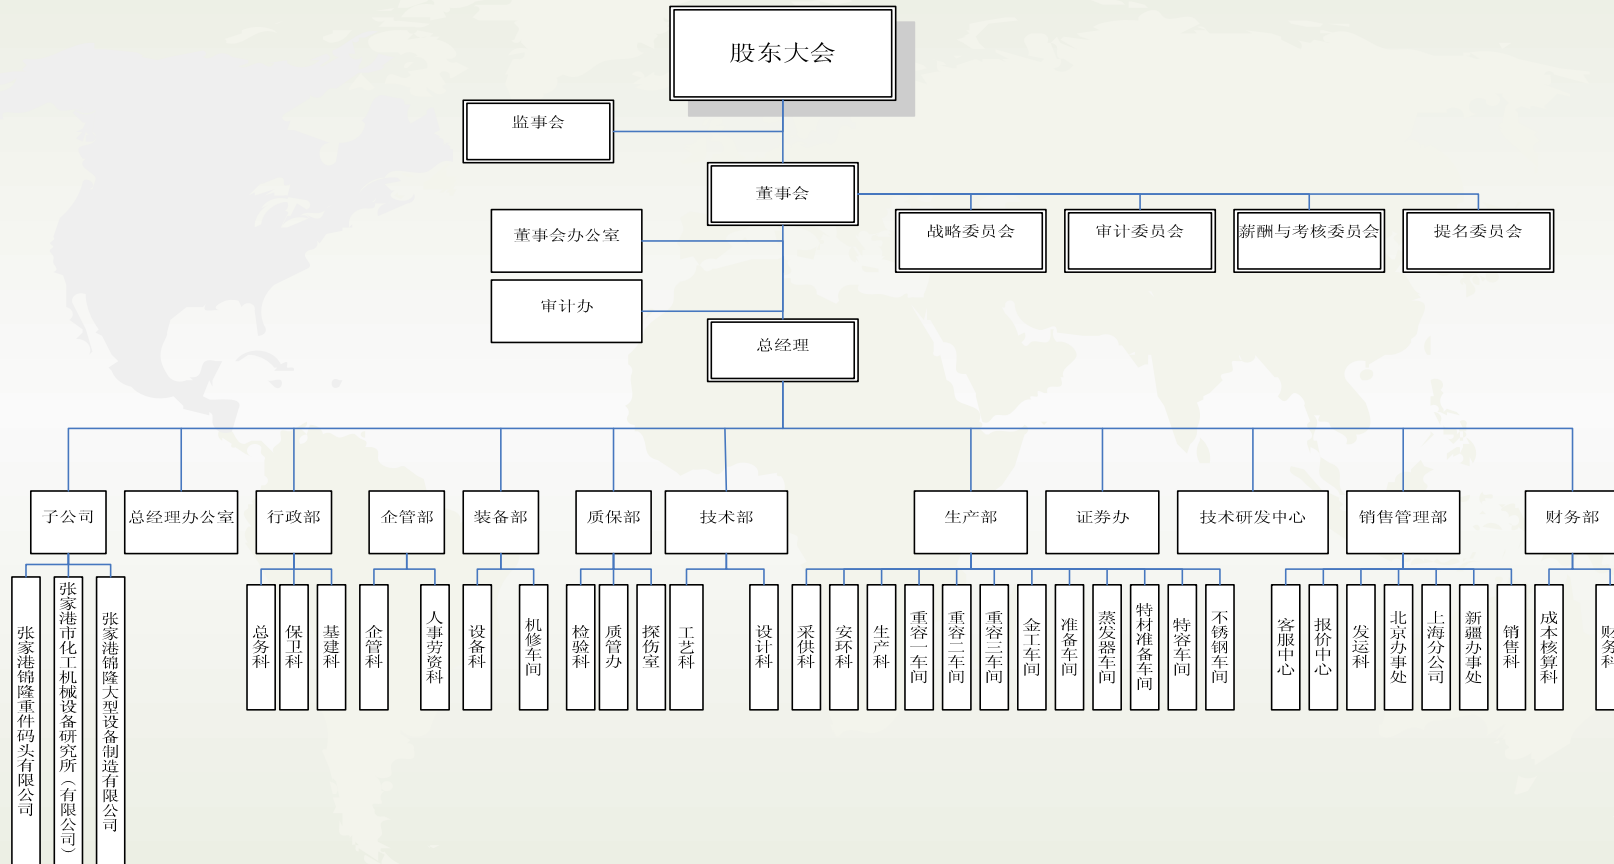 股东大会
监事会
董事会
战略委员会
审计委员会
薪酬与考核委员会
提名委员会
董事会办公室
审计办
总经理
子公司
总经理办公室
行政部
企管部
装备部
质保部
技术部
生产部
证券办
技术研发中心
销售管理部
财务部
张家港锦隆重件码头有限公司
张家港市化工机械设备研究所（有限公司）
张家港锦隆大型设备制造有限公司
总务科
保卫科
基建科
企管科
人事劳资科
设备科
机修车间
检验科
质管办
探伤室
工艺科
设计科
采供科
安环科
生产科
重容一车间
重容二车间
重容三车间
金工车间
准备车间
蒸发器车间
特材准备车间
特容车间
不锈钢车间
客服中心
报价中心
发运科
北京办事处
上海分公司
新疆办事处
销售科
成本核算科
财务科